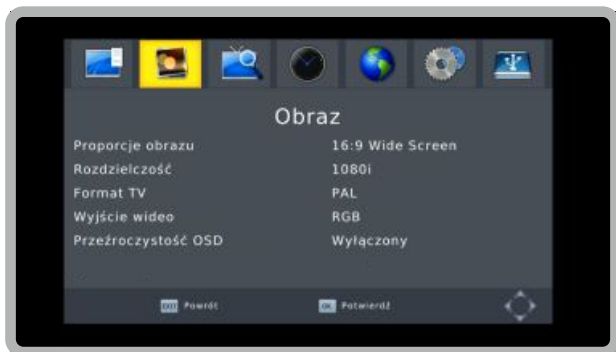 Obraz
Proporcje obrazu 16:9 Wide Screen
Rozdzielczość 1080i
Format TV PAL
Wyjście wideo RGB
Przeźroczystość OSD Wyłączony
EXIT Powrót OK Potwierdź